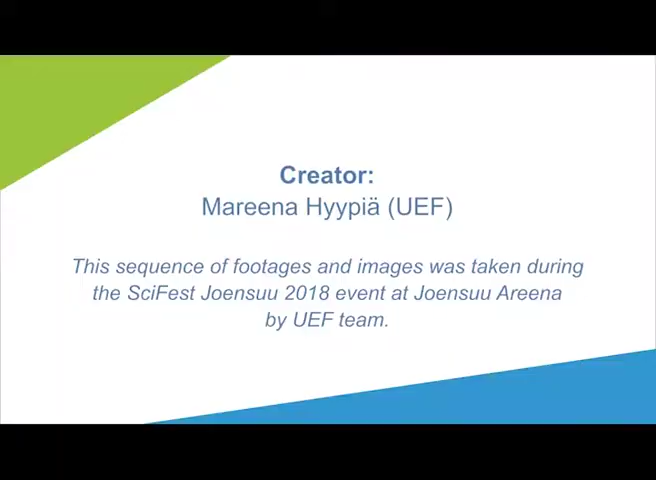 Creator:
Mareena Hyypiä (UEF)
This sequence of footages and images was taken during
the SciFest Joensuu 2018 event at Joensuu Areena
by UEF team.